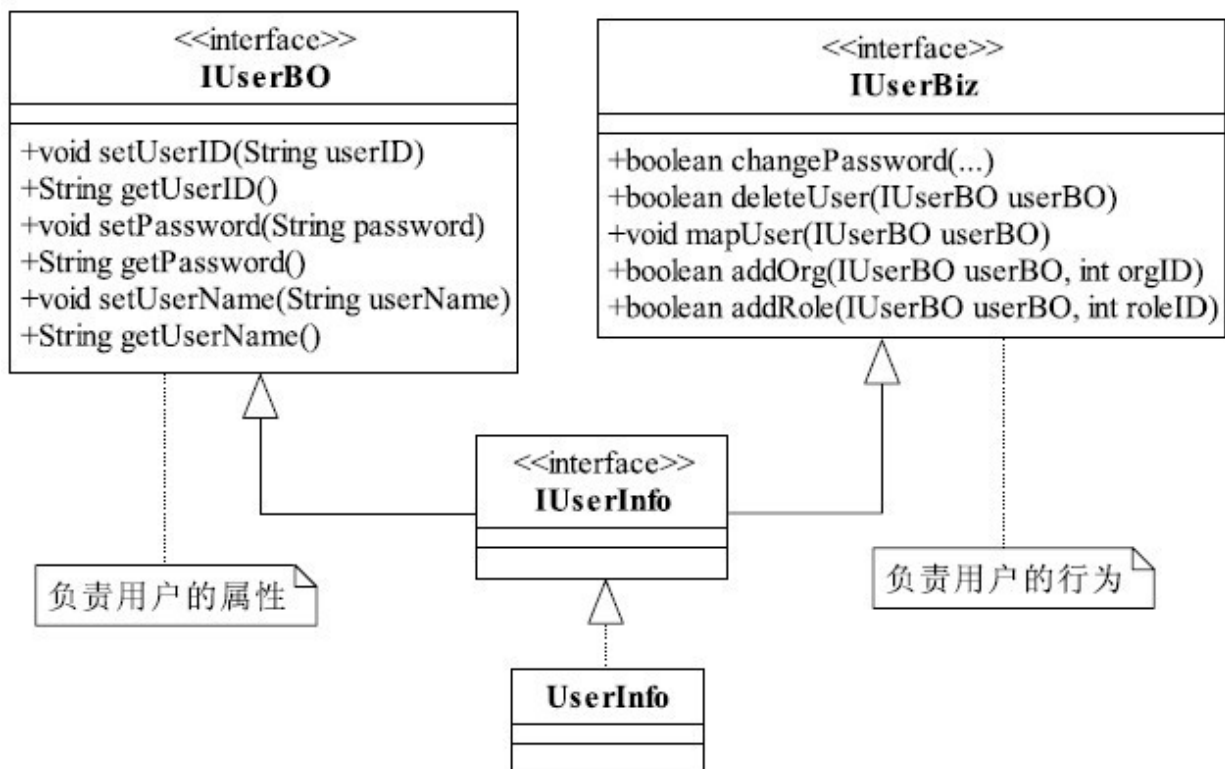 <<interface>>
IUserBO
+void setUserID(String userID)
+String getUserID()
+void setPassword(String password)
+String getPassword()
+void setUserName(String userName)
+String getUserName()
<<interface>>
IUserBiz
+boolean changePassword(...)
+boolean deleteUser(IUserBO userBO)
+void mapUser(IUserBO userBO)
+boolean addOrg(IUserBO userBO, int orgID)
+boolean addRole(IUserBO userBO, int roleID)
<<interface>>
IUserInfo
负责用户的属性
负责用户的行为
UserInfo